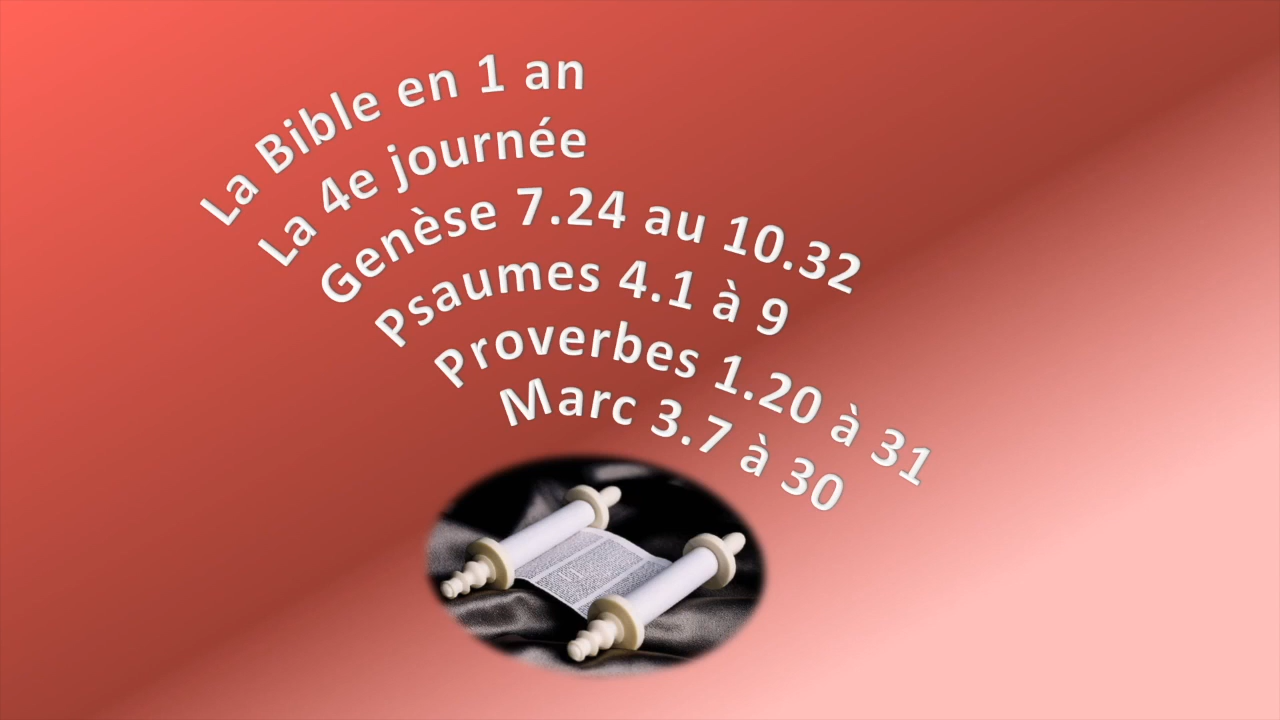 La Bible en 1 an
La 4e journée
Genèse 7.24 au 10.32
Psaumes 4.1 à 9
Proverbes 1.20 à 31
Marc 3.7 à 30